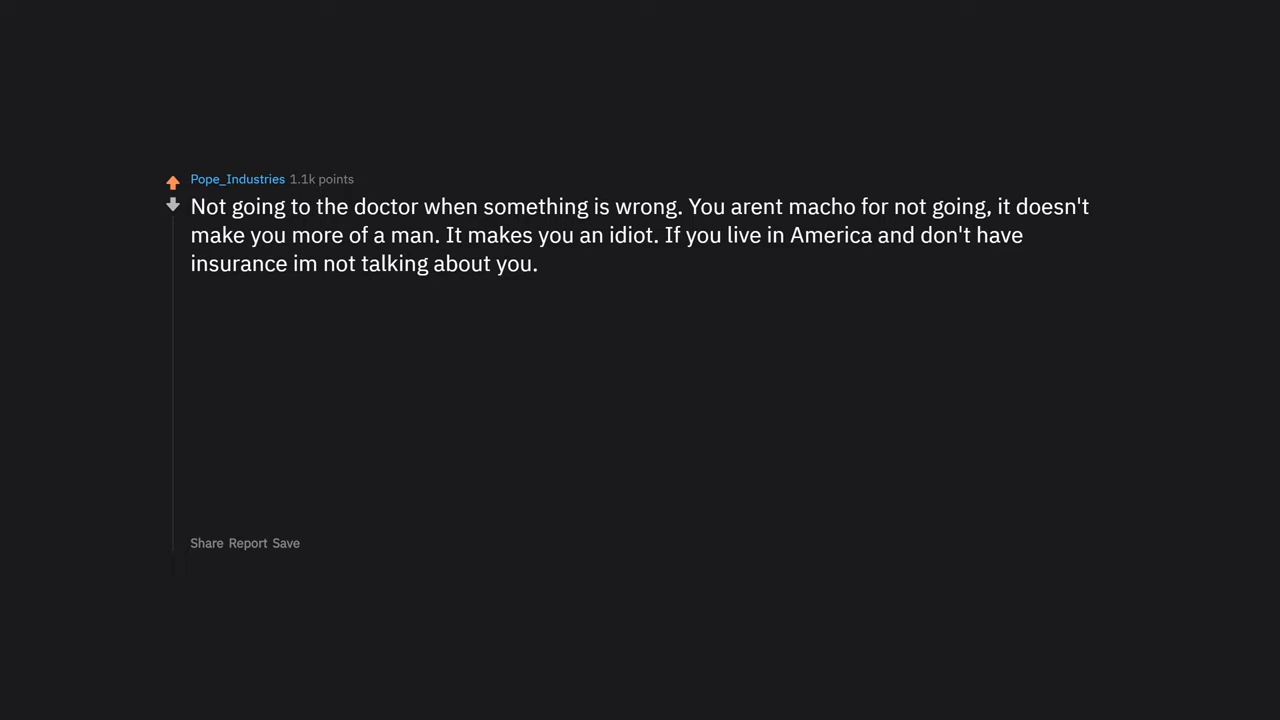 Pope_Industries 1.1k points
Not going to the doctor when something is wrong. You arent macho for not going, it doesn't
make you more of a man. It makes you an idiot. If you live in America and don't have
insurance im not talking about you.
Share Report Save